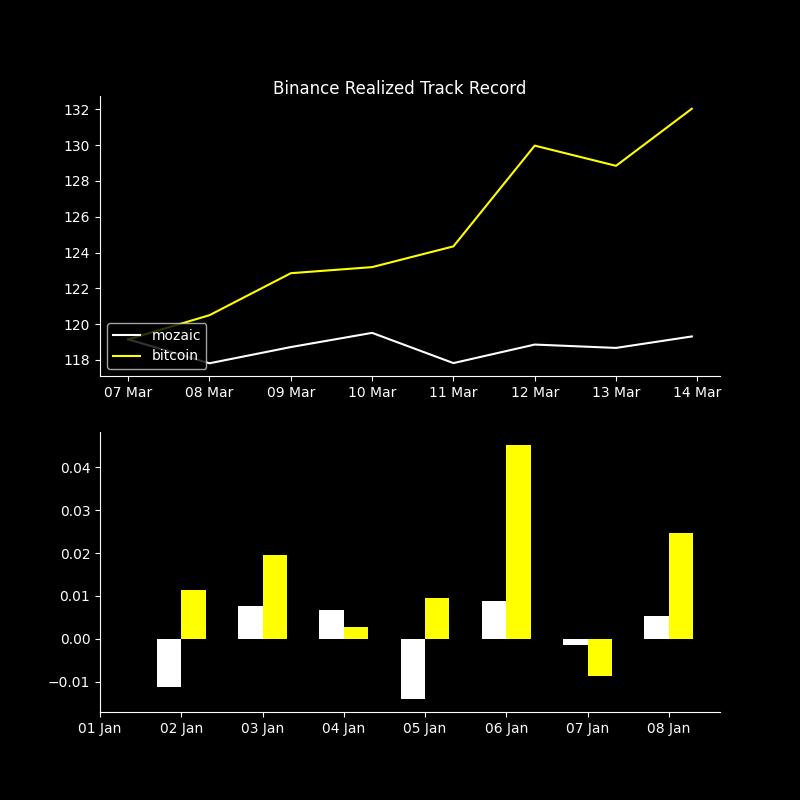 Binance Realized Track Record
132
130
128
126
124
122
120
118
mozaic
bitcoin
07 Mar 08 Mar 09 Mar 10 Mar 11 Mar 12 Mar 13 Mar 14 Mar
0.04
0.03
0.02
0.01
0.00
−0.01
01 Jan 02 Jan 03 Jan 04 Jan 05 Jan 06 Jan 07 Jan 08 Jan